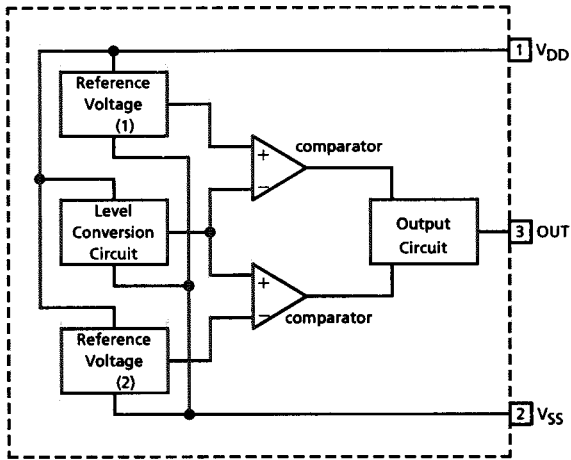 1 VDD
Reference
Voltage
(1)
comparator
+
−
Level
Conversion
Circuit
Output
Circuit
3 OUT
+
−
comparator
Reference
Voltage
(2)
2 VSS